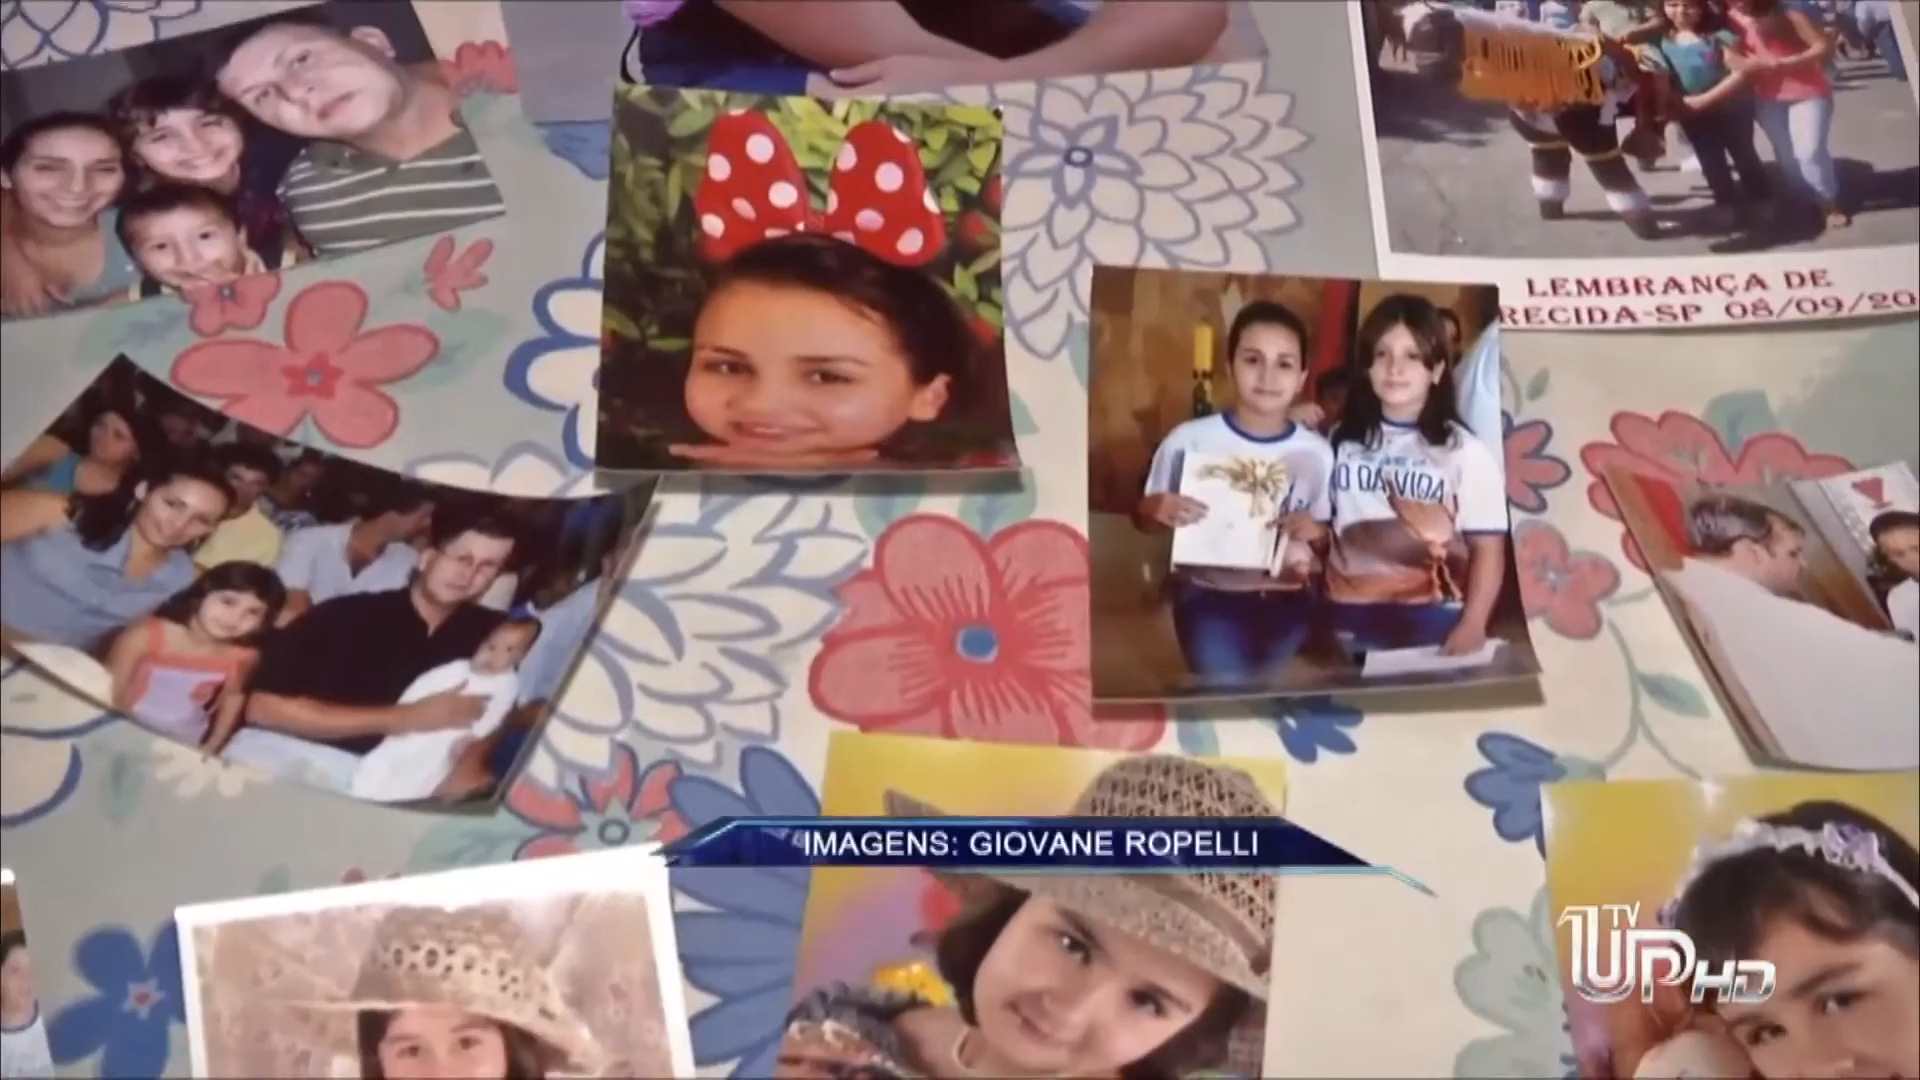 LEMBRANÇA DE
RECIDA-SP 08/09/20
O DA VIDA
IMAGENS: GIOVANE ROPELLI
TV
UP HD